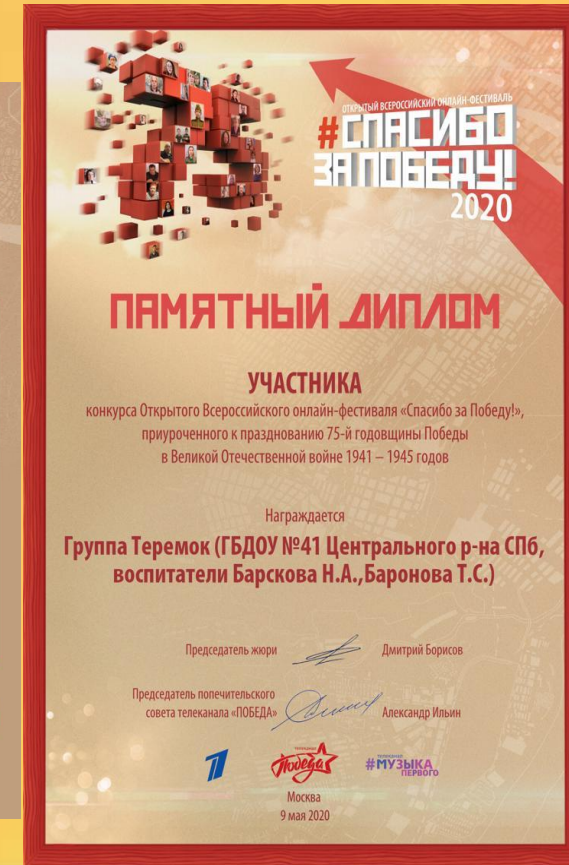 ОТКРЫТЫЙ ВСЕРОССИЙСКИЙ ОНЛАЙН-ФЕСТИВАЛЬ
#СПАСИБО
ЗА ПОБЕДУ!
2020
ПАМЯТНЫЙ ДИПЛОМ
УЧАСТНИКА
конкурса Открытого Всероссийского онлайн-фестиваля «Спасибо за Победу!»,
приуроченного к празднованию 75-й годовщины Победы
в Великой Отечественной войне 1941 – 1945 годов
Награждается
Группа Теремок (ГБДОУ №41 Центрального р-на СПб,
воспитатели Барскова Н.А.,Баронова Т.С.)
Председатель жюри Дмитрий Борисов
Председатель попечительского
совета телеканала «ПОБЕДА» Александр Ильин
1
телеканал
Победа
телеканал
#МУЗЫКА
ПЕРВОГО
Москва
9 мая 2020